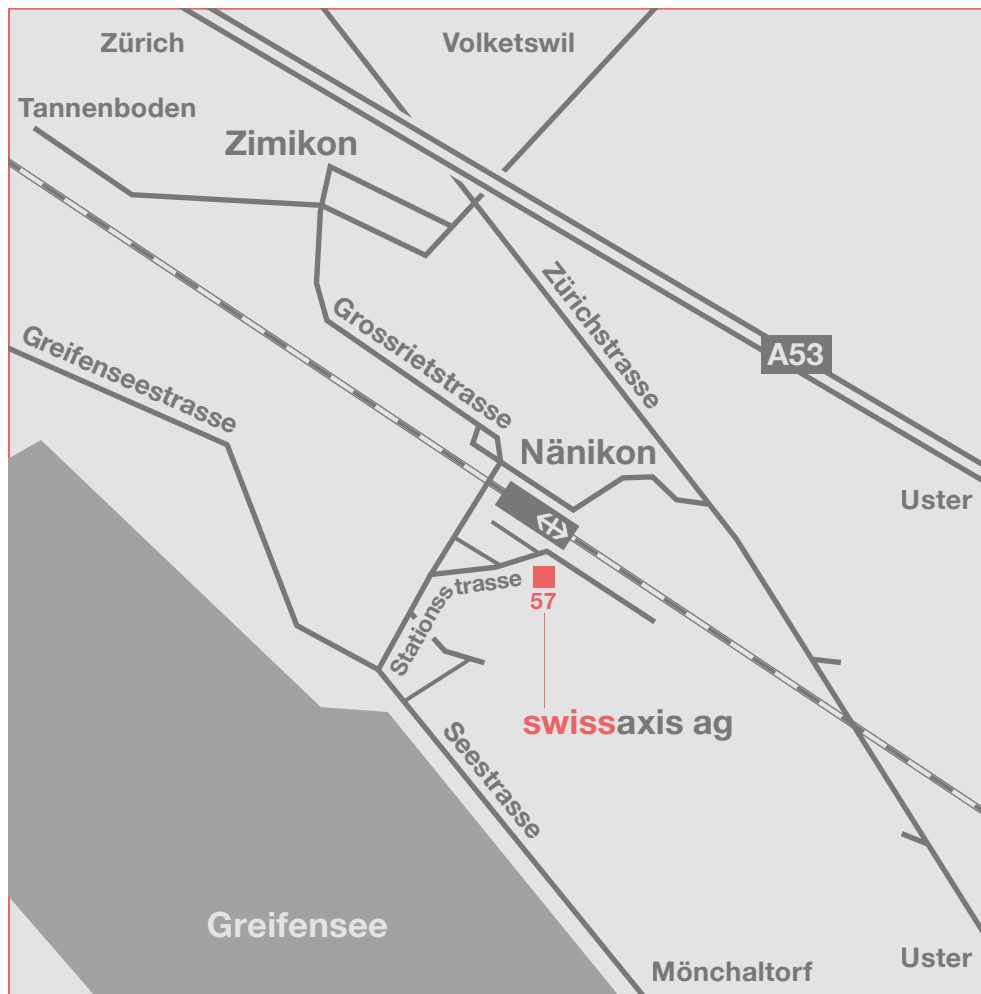 Zürich
Volketswil
Tannenboden
Zimikon
Zürichstrasse
Grossrietstrasse
Greifenseestrasse
A53
Nänikon
Uster
Stationsstrasse
57
swissaxis ag
Seestrasse
Greifensee
Uster
Mönchaltorf